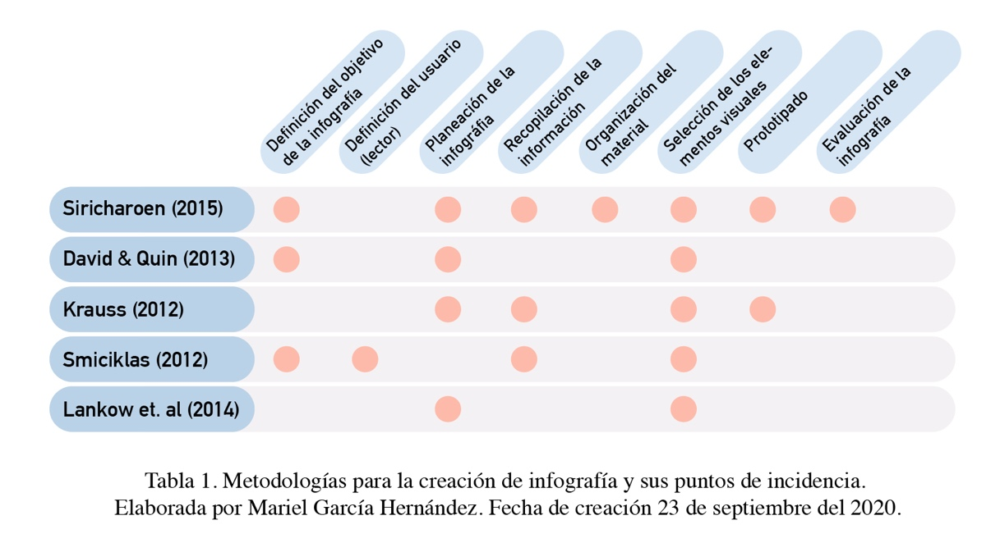 Definición del objetivo
de la infografía
Definición del usuario
(lector)
Planeación de la
infográfia
Recopilación de la
información
Organización del
material
Selección de los ele-
mentos visuales
Prototipado
Evaluación de la
infografía
Siricharoen (2015)
David & Quin (2013)
Krauss (2012)
Smiciklas (2012)
Lankow et. al (2014)
Tabla 1. Metodologías para la creación de infografía y sus puntos de incidencia.
Elaborada por Mariel García Hernández. Fecha de creación 23 de septiembre del 2020.